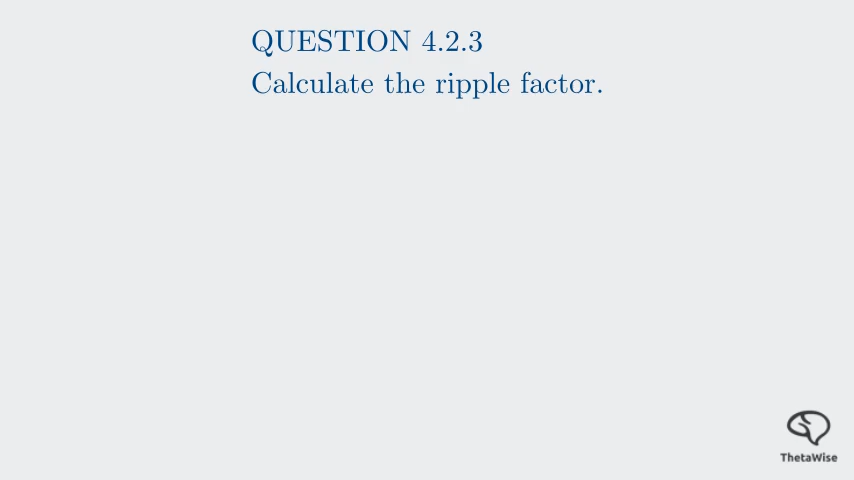 QUESTION 4.2.3
Calculate the ripple factor.
ThetaWise